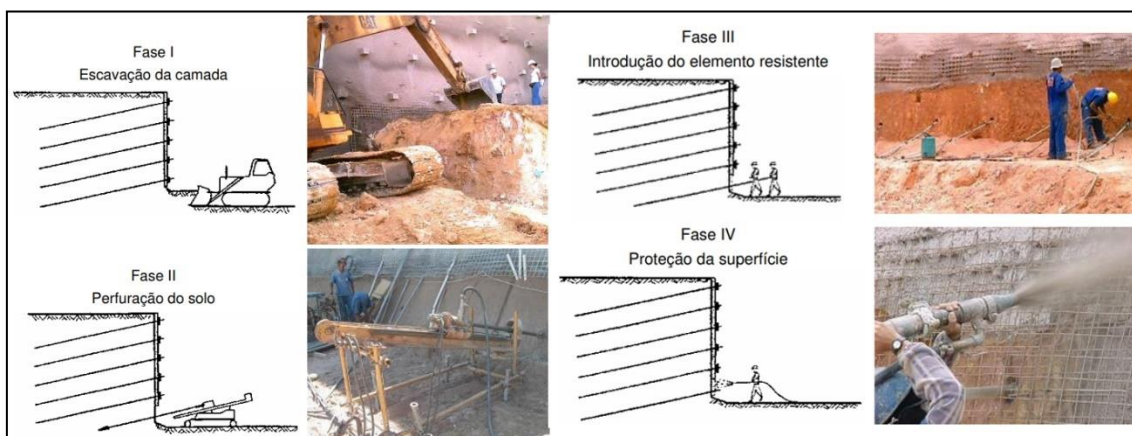 Fase I
Escavação da camada
Fase II
Perfuração do solo
Fase III
Introdução do elemento resistente
Fase IV
Proteção da superfície